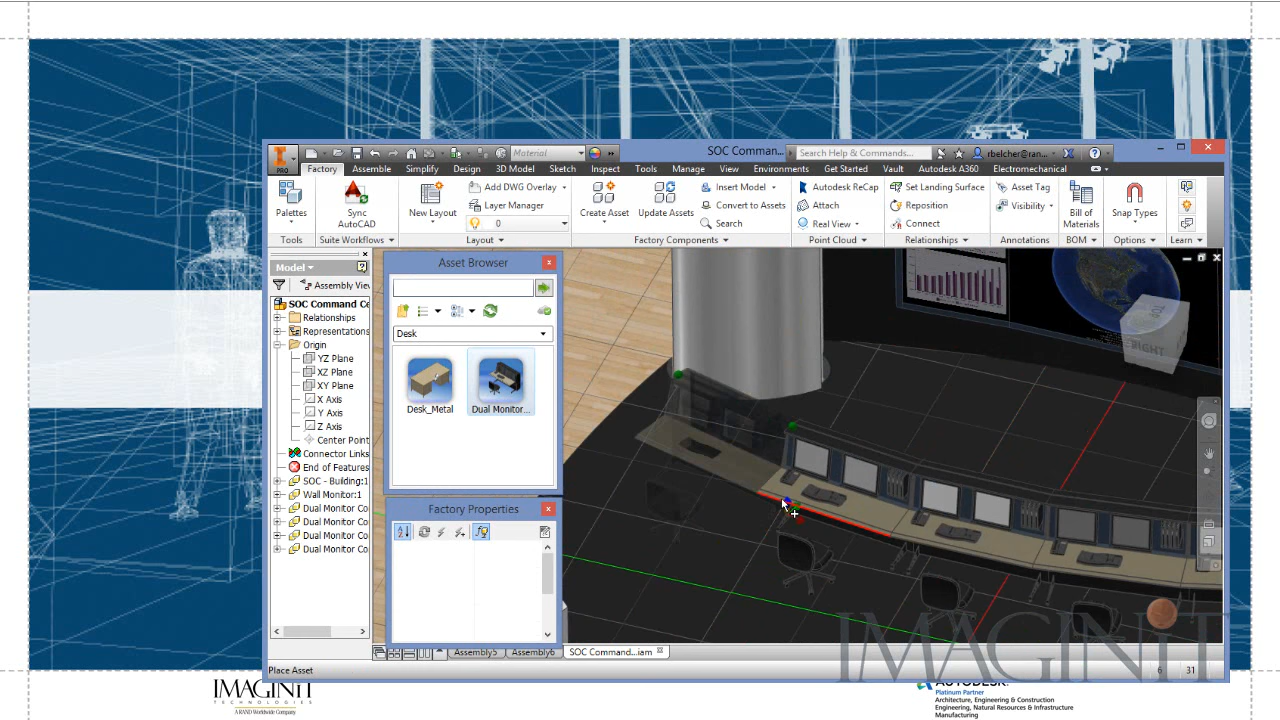 Material
SOC Comman...
Search Help & Commands...
rbelcher@ran...
PRO
Factory
Assemble
Simplify
Design
3D Model
Sketch
Inspect
Tools
Manage
View
Environments
Get Started
Vault
Autodesk A360
Electromechanical
Palettes
Sync
AutoCAD
New Layout
Add DWG Overlay
Layer Manager
0
Create Asset
Update Assets
Insert Model
Convert to Assets
Search
Autodesk ReCap
Attach
Real View
Set Landing Surface
Reposition
Connect
Asset Tag
Visibility
Bill of
Materials
Snap Types
Tools
Suite Workflows
Layout
Factory Components
Point Cloud
Relationships
Annotations
BOM
Options
Learn
Model
Assembly View
SOC Command Ce
Relationships
Representations
Origin
YZ Plane
XZ Plane
XY Plane
X Axis
Y Axis
Z Axis
Center Point
Connector Links
End of Features
SOC - Building:1
Wall Monitor:1
Dual Monitor Co
Dual Monitor Co
Dual Monitor Co
Dual Monitor Co
Asset Browser
Desk
Desk_Metal
Dual Monitor...
Factory Properties
TOP
RIGHT
Assembly5
Assembly6
SOC Command...iam
Place Asset
6
31
IMAGINiT
IMAGINiT
TECHNOLOGIES
A RAND Worldwide Company
AUTODESK
Platinum Partner
Architecture, Engineering & Construction
Engineering, Natural Resources & Infrastructure
Manufacturing